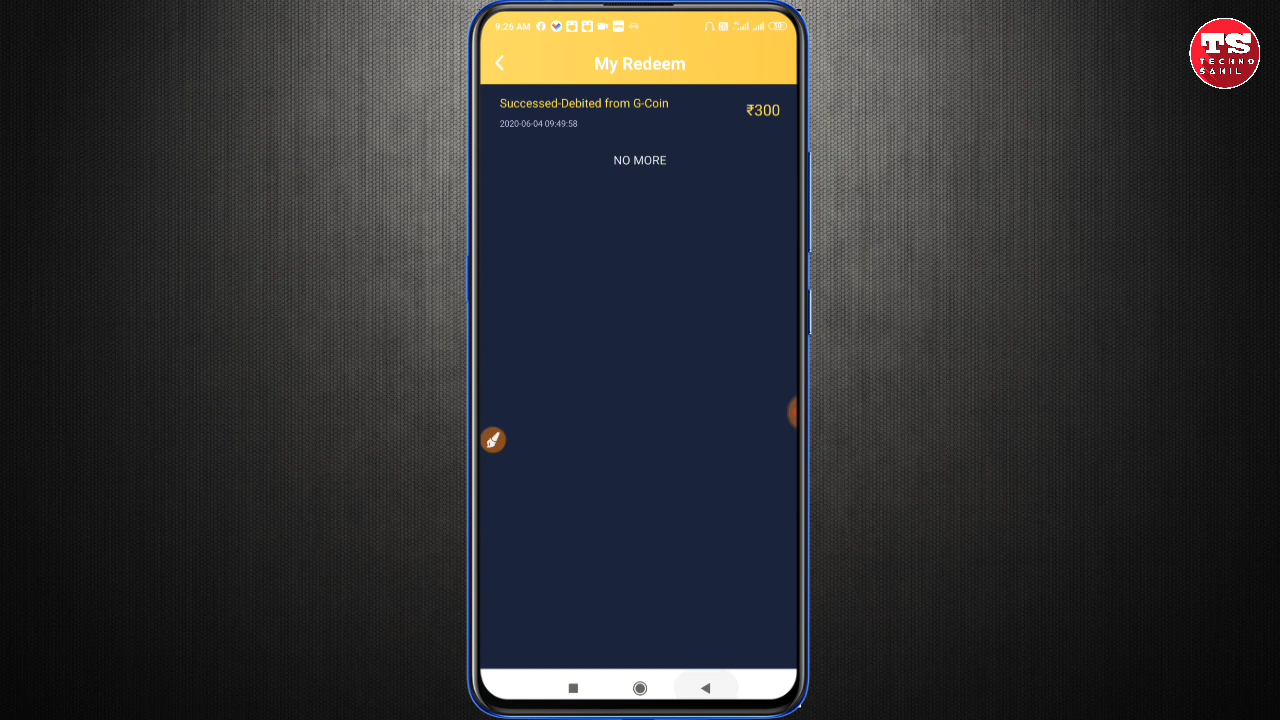 9:26 AM
My Redeem
Successed-Debited from G-Coin
₹300
2020-06-04 09:49:58
NO MORE
TS
TECHNO
SAHIL